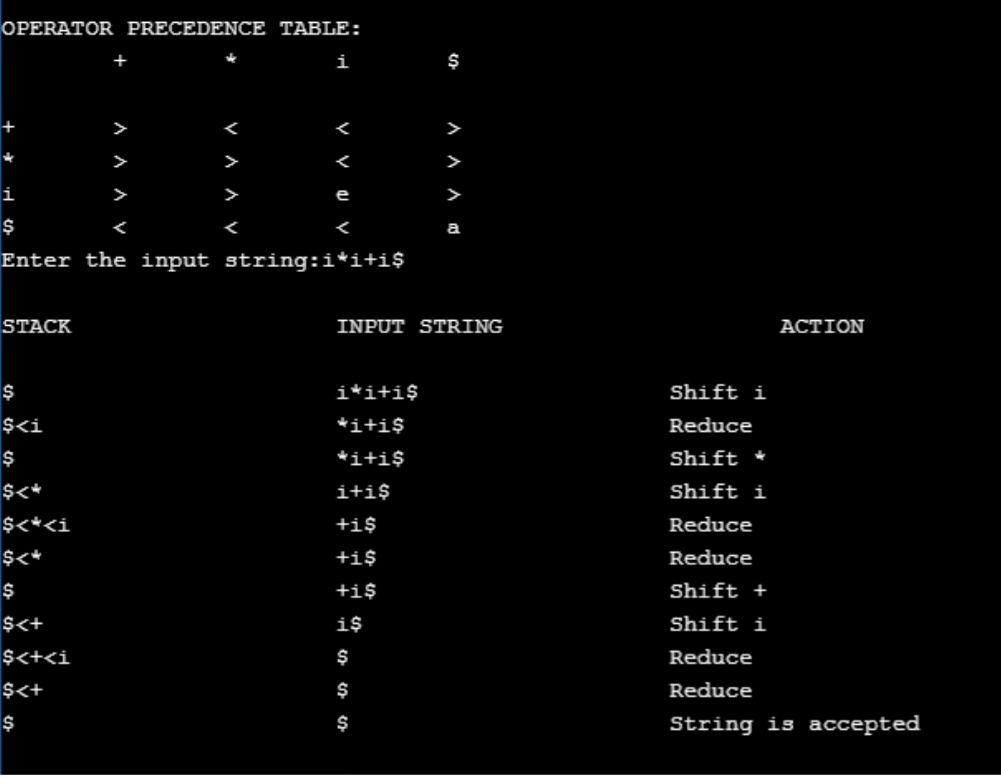 OPERATOR PRECEDENCE TABLE:
+ * i $
+ > < < >
* > > < >
i > > e >
$ < < < a
Enter the input string:i*i+i$
STACK INPUT STRING ACTION
$ i*i+i$ Shift i
$<i *i+i$ Reduce
$ *i+i$ Shift *
$<* i+i$ Shift i
$<*<i +i$ Reduce
$<* +i$ Reduce
$ +i$ Shift +
$<+ i$ Shift i
$<+<i $ Reduce
$<+ $ Reduce
$ $ String is accepted